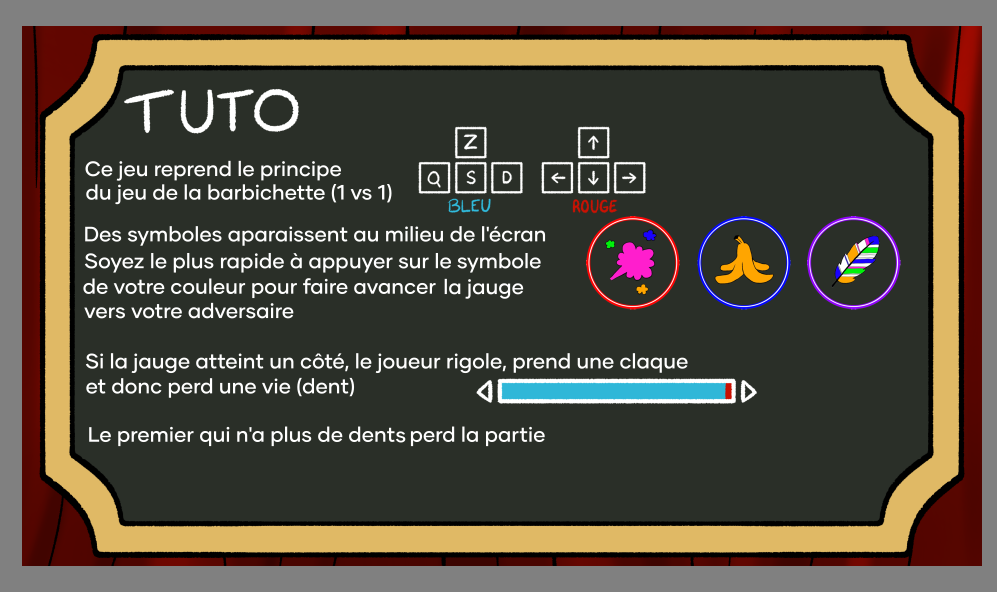 TUTO
Ce jeu reprend le principe
du jeu de la barbichette (1 vs 1)
Z
Q S D
BLEU
↑
← ↓ →
ROUGE
Des symboles aparaissent au milieu de l'écran
Soyez le plus rapide à appuyer sur le symbole
de votre couleur pour faire avancer la jauge
vers votre adversaire
Si la jauge atteint un côté, le joueur rigole, prend une claque
et donc perd une vie (dent)
Le premier qui n'a plus de dents perd la partie